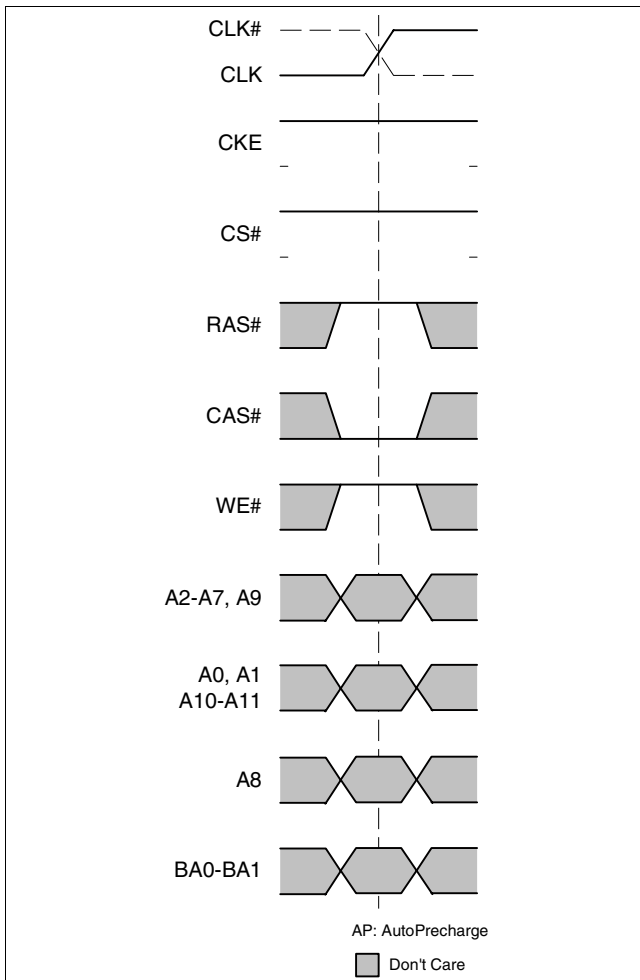 CLK#
CLK
CKE
CS#
RAS#
CAS#
WE#
A2-A7, A9
A0, A1
A10-A11
A8
BA0-BA1
AP: AutoPrecharge
Don't Care